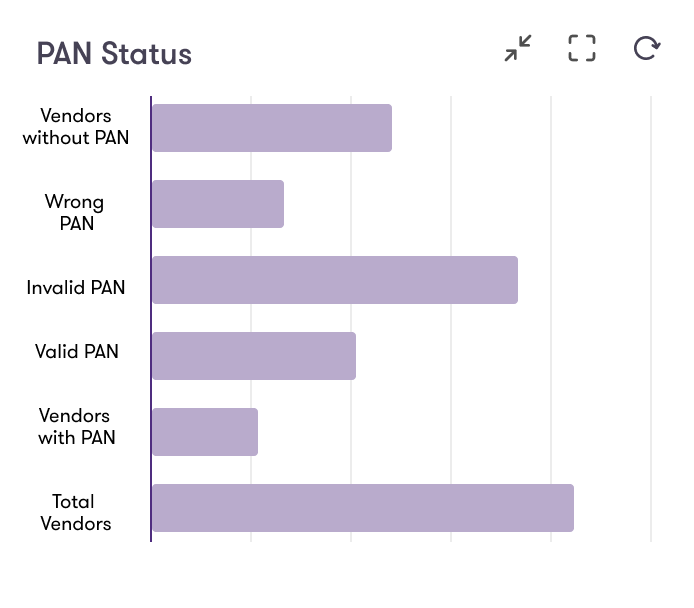 PAN Status
Vendors
without PAN
Wrong
PAN
Invalid PAN
Valid PAN
Vendors
with PAN
Total
Vendors